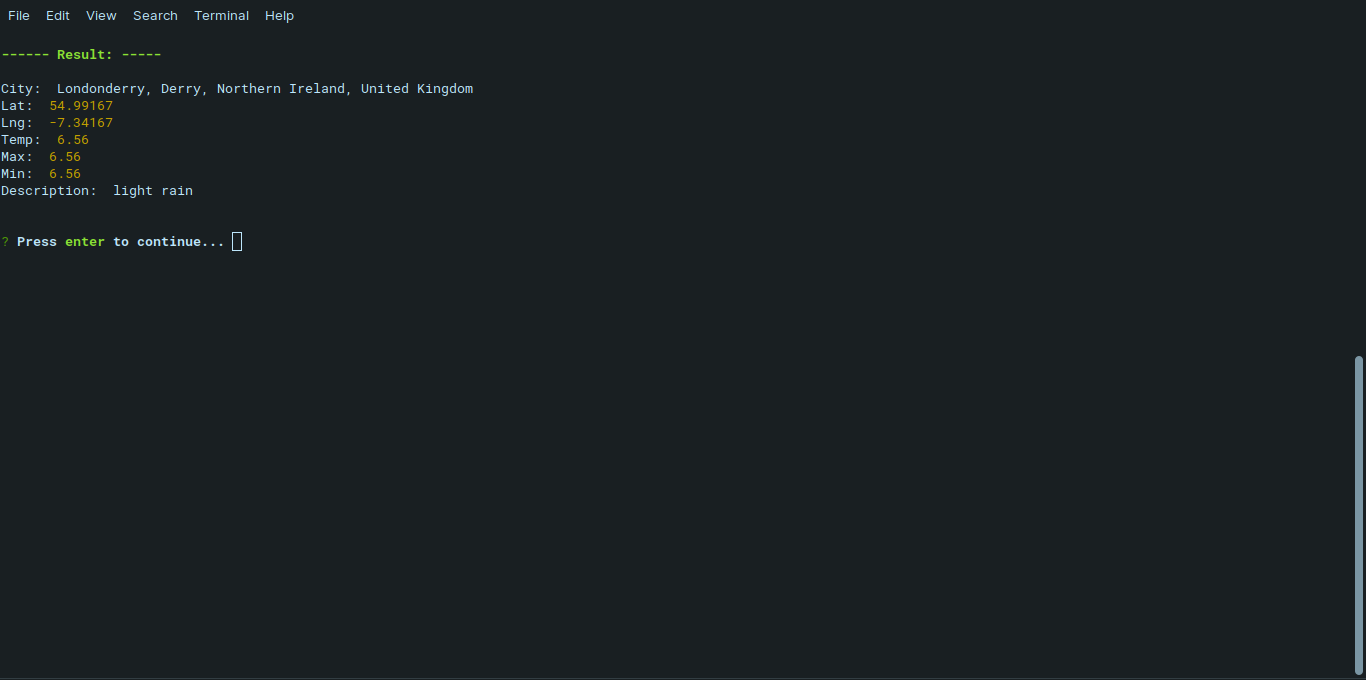 File Edit View Search Terminal Help
------ Result: -----
City:  Londonderry, Derry, Northern Ireland, United Kingdom
Lat:  54.99167
Lng:  -7.34167
Temp:  6.56
Max:  6.56
Min:  6.56
Description:  light rain
? Press enter to continue...